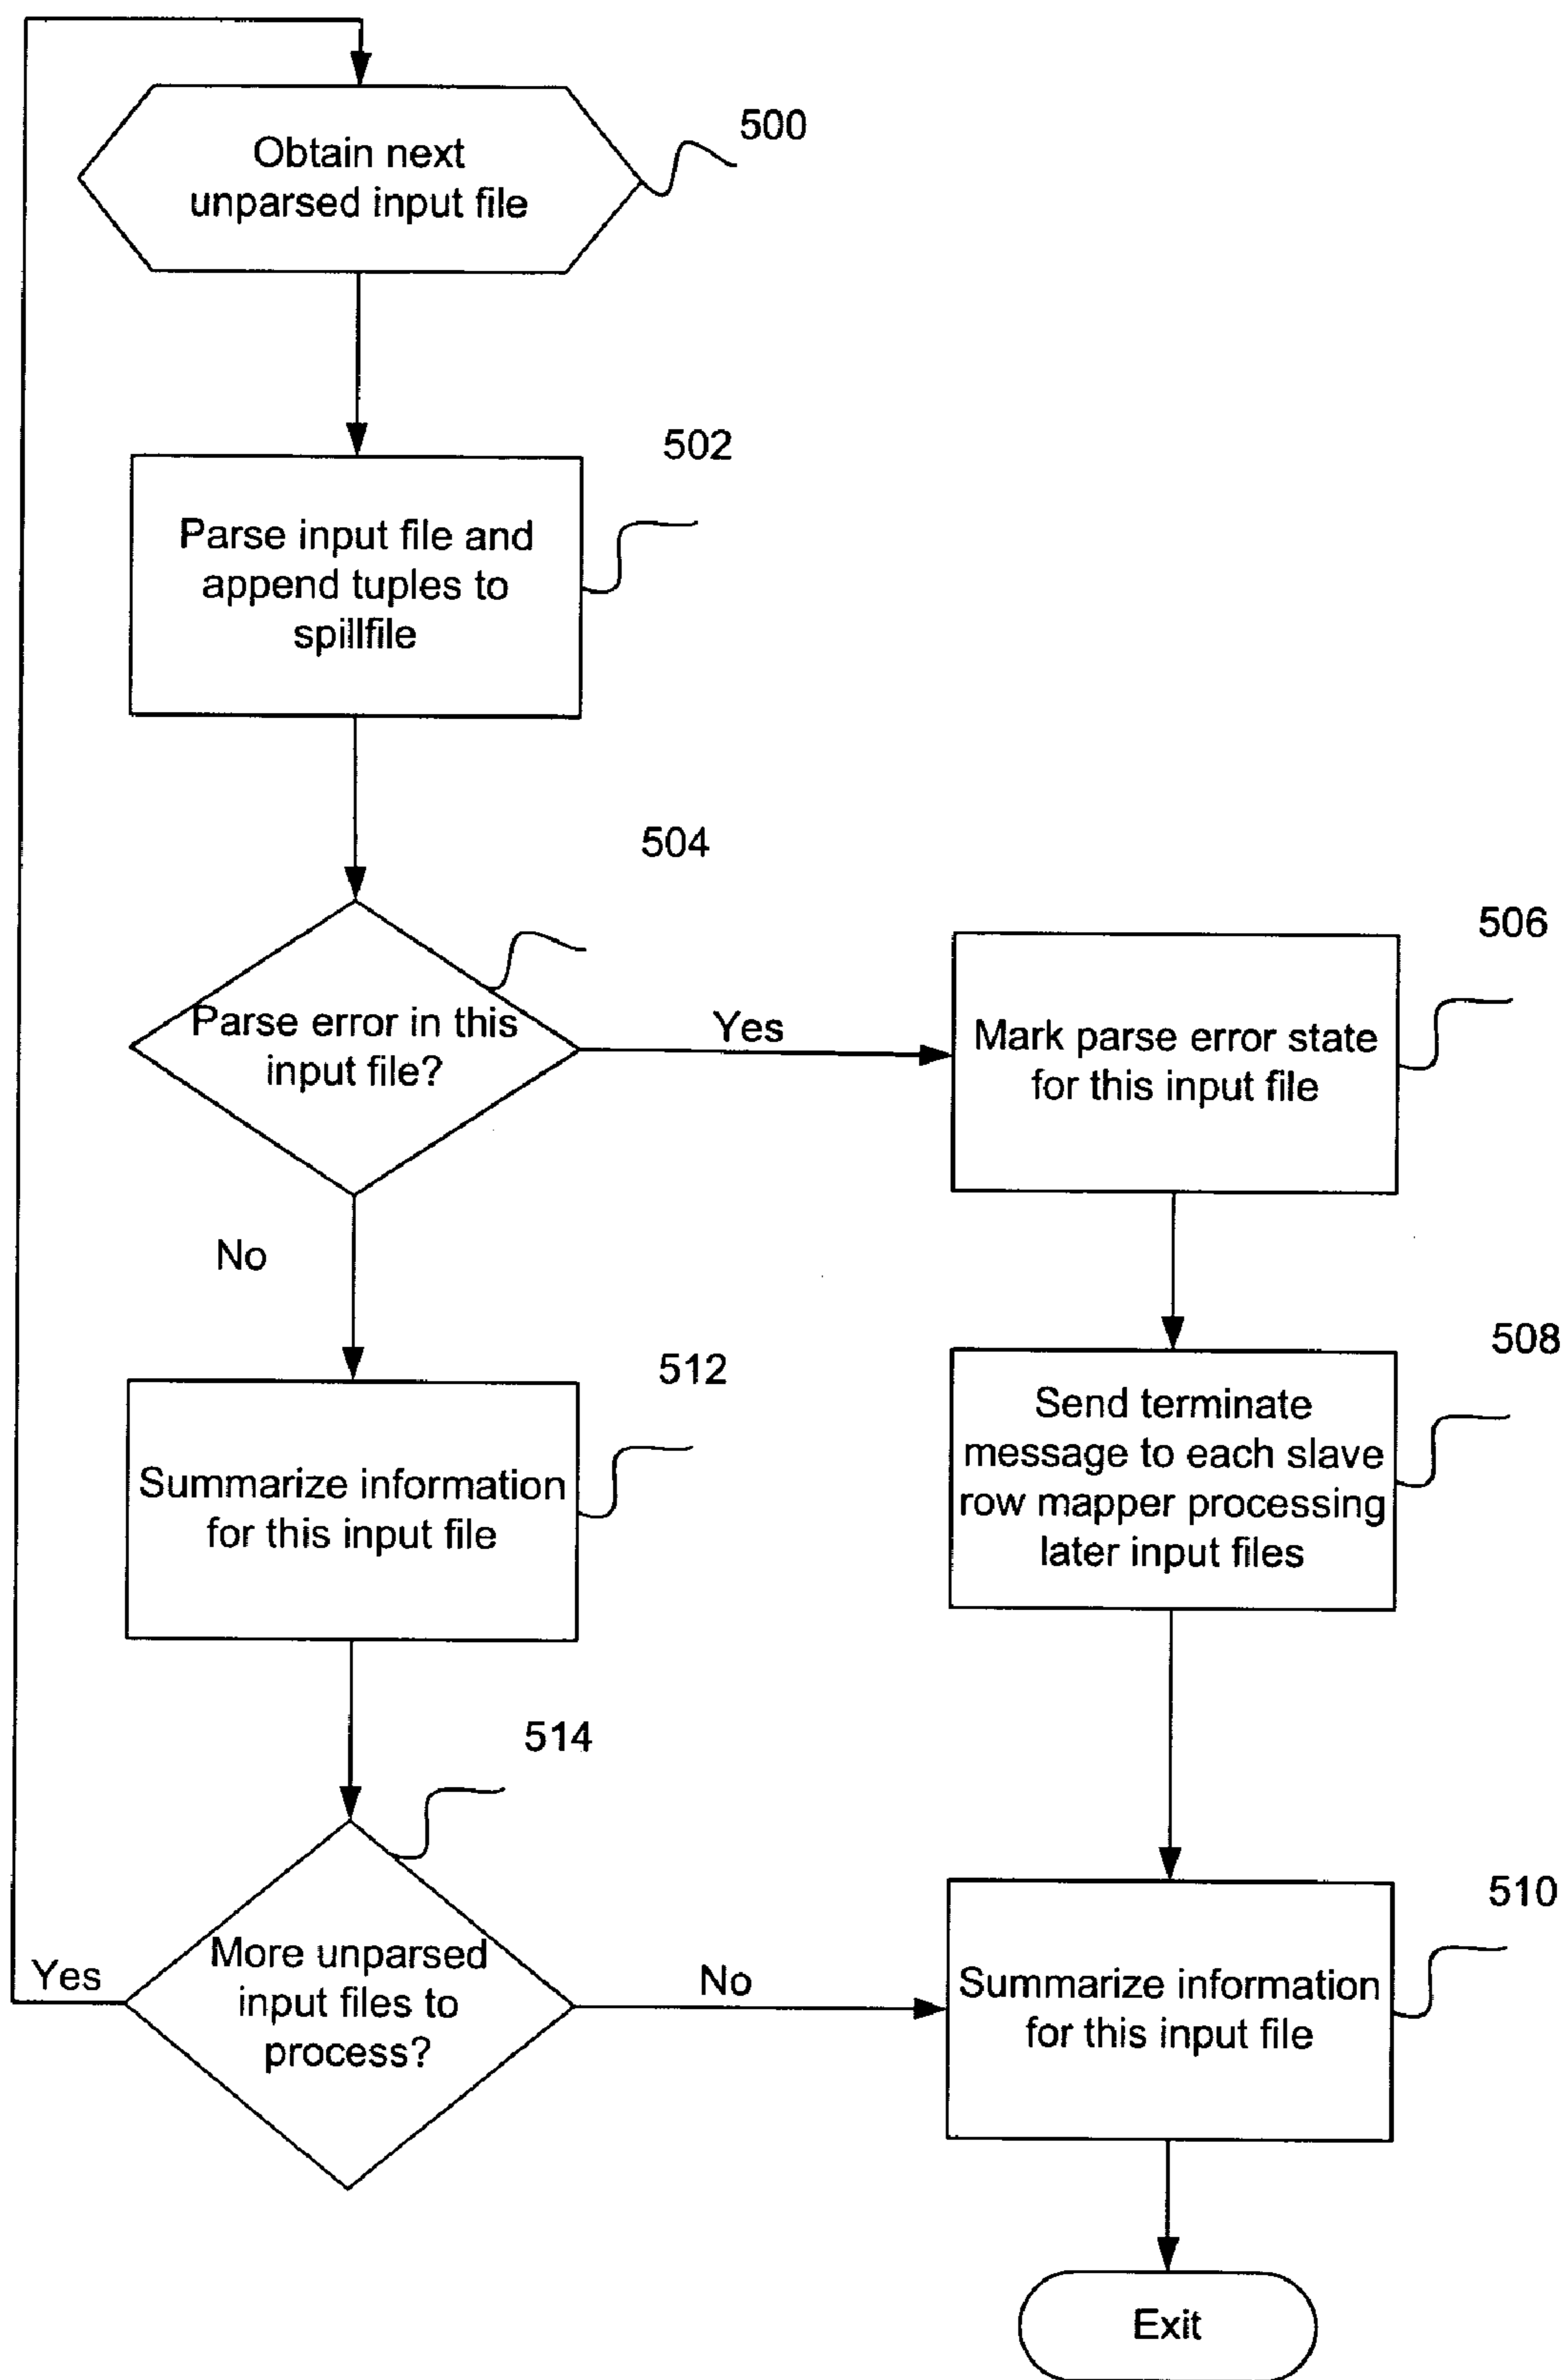 Obtain next
unparsed input file
500
Parse input file and
append tuples to
spillfile
502
Parse error in this
input file?
504
Yes
No
Mark parse error state
for this input file
506
Send terminate
message to each slave
row mapper processing
later input files
508
Summarize information
for this input file
512
More unparsed
input files to
process?
514
Yes
No
Summarize information
for this input file
510
Exit